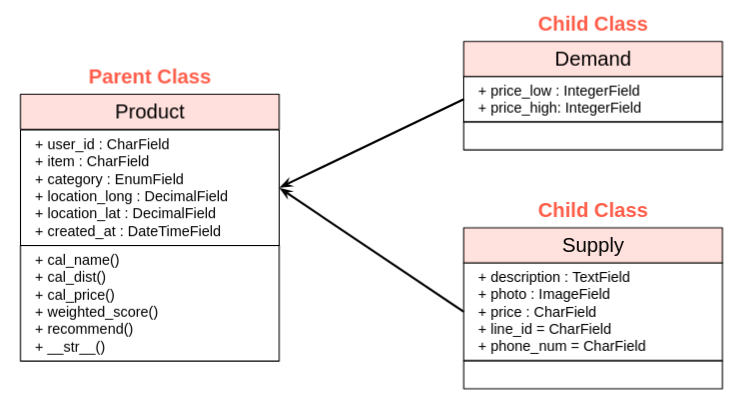 Parent Class
Product
+ user_id : CharField
+ item : CharField
+ category : EnumField
+ location_long : DecimalField
+ location_lat : DecimalField
+ created_at : DateTimeField
+ cal_name()
+ cal_dist()
+ cal_price()
+ weighted_score()
+ recommend()
+ __str__()
Child Class
Demand
+ price_low : IntegerField
+ price_high: IntegerField
Child Class
Supply
+ description : TextField
+ photo : ImageField
+ price : CharField
+ line_id = CharField
+ phone_num = CharField